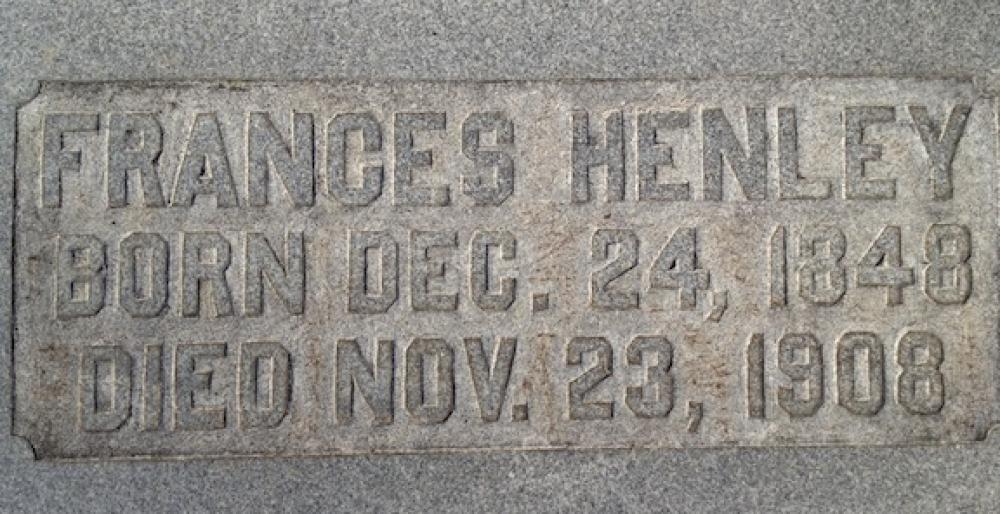 FRANCES HENLEY
BORN DEC. 24, 1848
DIED NOV. 23, 1908